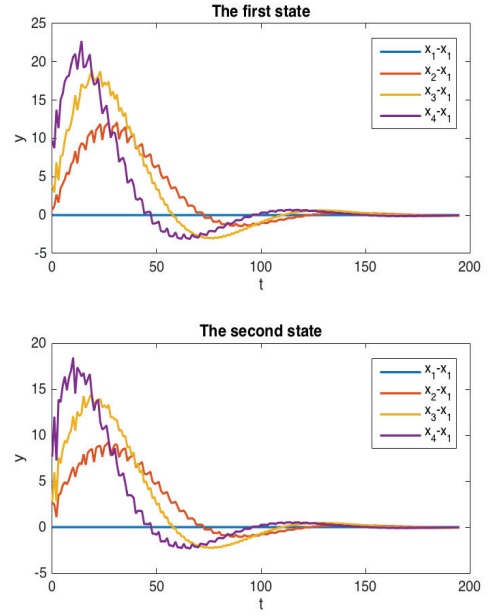 The first state
25
20
15
10
5
0
-5
y
x₁-x₁
x₂-x₁
x₃-x₁
x₄-x₁
0
50
100
150
200
t
The second state
20
15
10
5
0
-5
y
x₁-x₁
x₂-x₁
x₃-x₁
x₄-x₁
0
50
100
150
200
t